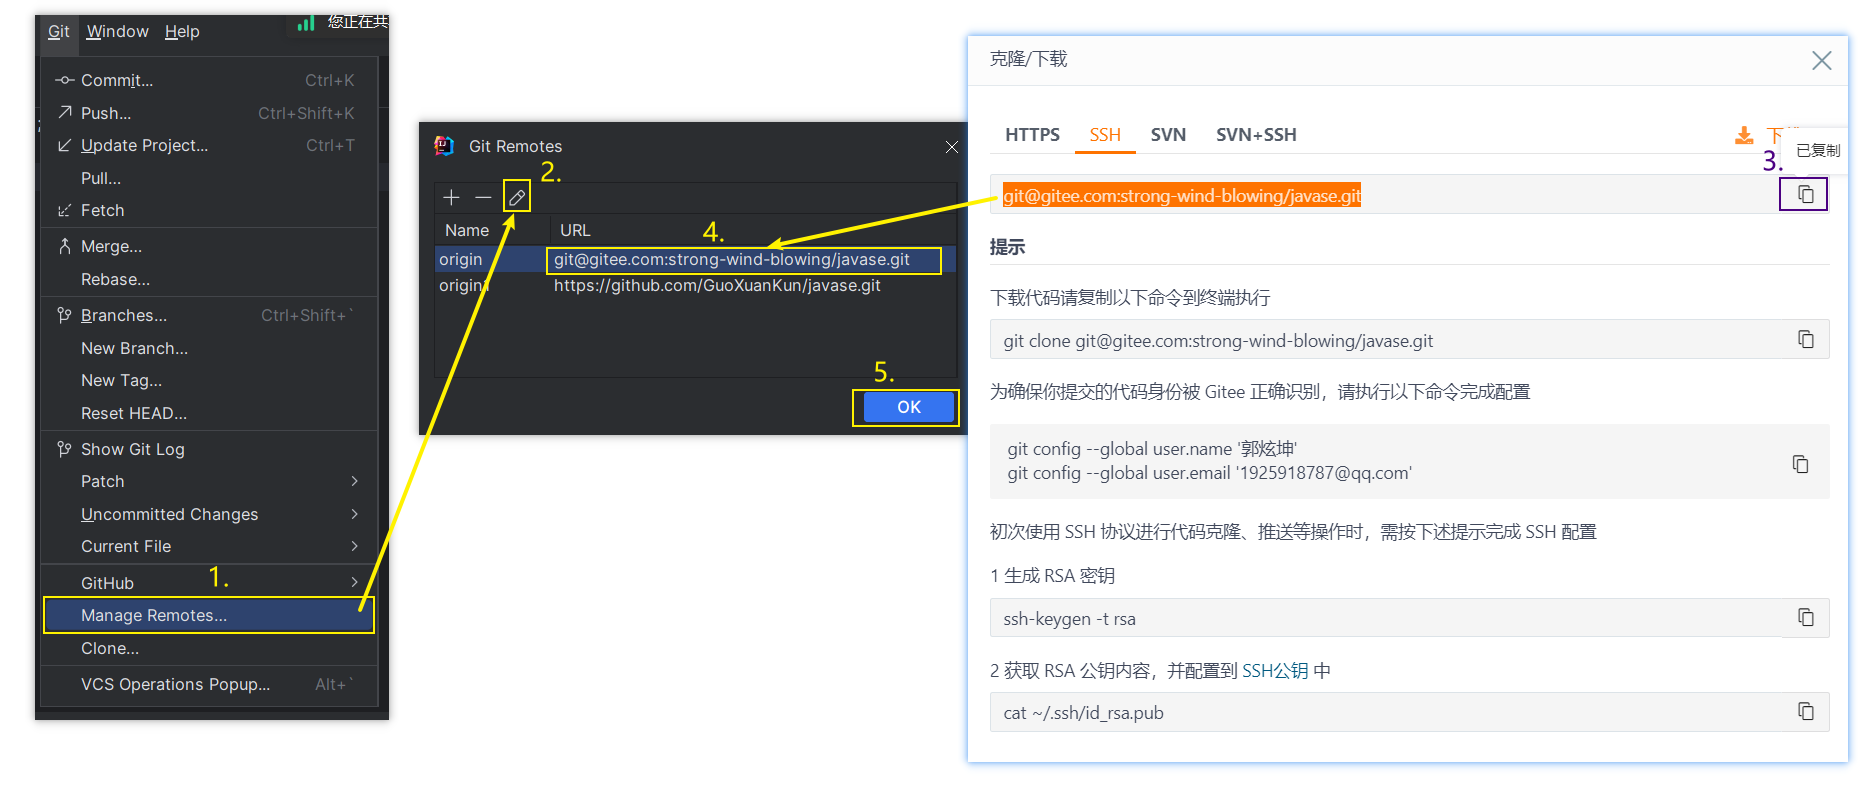 Git Window Help
您正在共
Commit... Ctrl+K
Push... Ctrl+Shift+K
Update Project... Ctrl+T
Pull...
Fetch
Merge...
Rebase...
Branches... Ctrl+Shift+`
New Branch...
New Tag...
Reset HEAD...
Show Git Log
Patch
Uncommitted Changes
Current File
GitHub
1.
Manage Remotes...
Clone...
VCS Operations Popup... Alt+`
Git Remotes
2.
Name URL
4.
origin git@gitee.com:strong-wind-blowing/javase.git
origin1 https://github.com/GuoXuanKun/javase.git
5.
OK
克隆/下载
HTTPS SSH SVN SVN+SSH
下
已复制
3.
git@gitee.com:strong-wind-blowing/javase.git
提示
下载代码请复制以下命令到终端执行
git clone git@gitee.com:strong-wind-blowing/javase.git
为确保你提交的代码身份被 Gitee 正确识别，请执行以下命令完成配置
git config --global user.name '郭炫坤'
git config --global user.email '1925918787@qq.com'
初次使用 SSH 协议进行代码克隆、推送等操作时，需按下述提示完成 SSH 配置
1 生成 RSA 密钥
ssh-keygen -t rsa
2 获取 RSA 公钥内容，并配置到 SSH公钥 中
cat ~/.ssh/id_rsa.pub